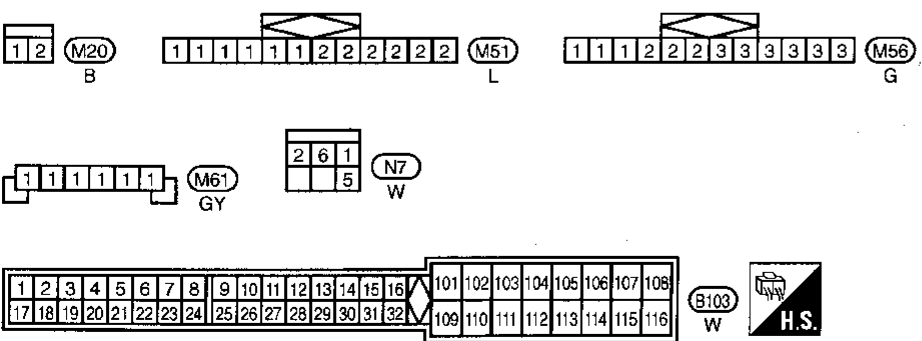 1 2 M20
B
1 1 1 1 1 1 2 2 2 2 2 2 M51
L
1 1 1 2 2 2 3 3 3 3 3 3 M56
G
1 1 1 1 1 1 M61
GY
2 6 1
5
N7
W
1 2 3 4 5 6 7 8 9 10 11 12 13 14 15 16
17 18 19 20 21 22 23 24 25 26 27 28 29 30 31 32
101 102 103 104 105 106 107 108
109 110 111 112 113 114 115 116
B103
W
H.S.